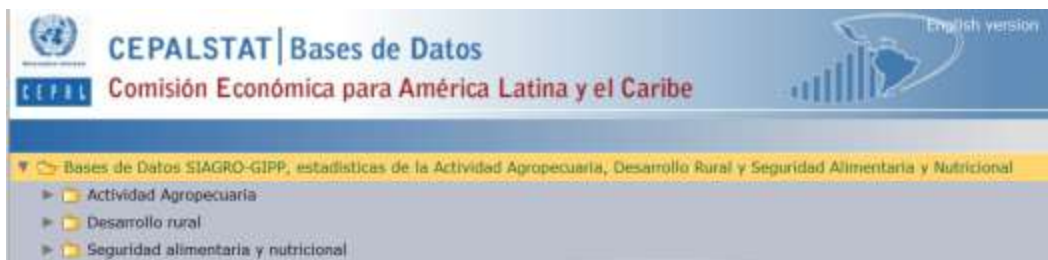 English version
CEPALSTAT | Bases de Datos
CEPAL Comisión Económica para América Latina y el Caribe
Bases de Datos SIAGRO-GIPP, estadísticas de la Actividad Agropecuaria, Desarrollo Rural y Seguridad Alimentaria y Nutricional
Actividad Agropecuaria
Desarrollo rural
Seguridad alimentaria y nutricional